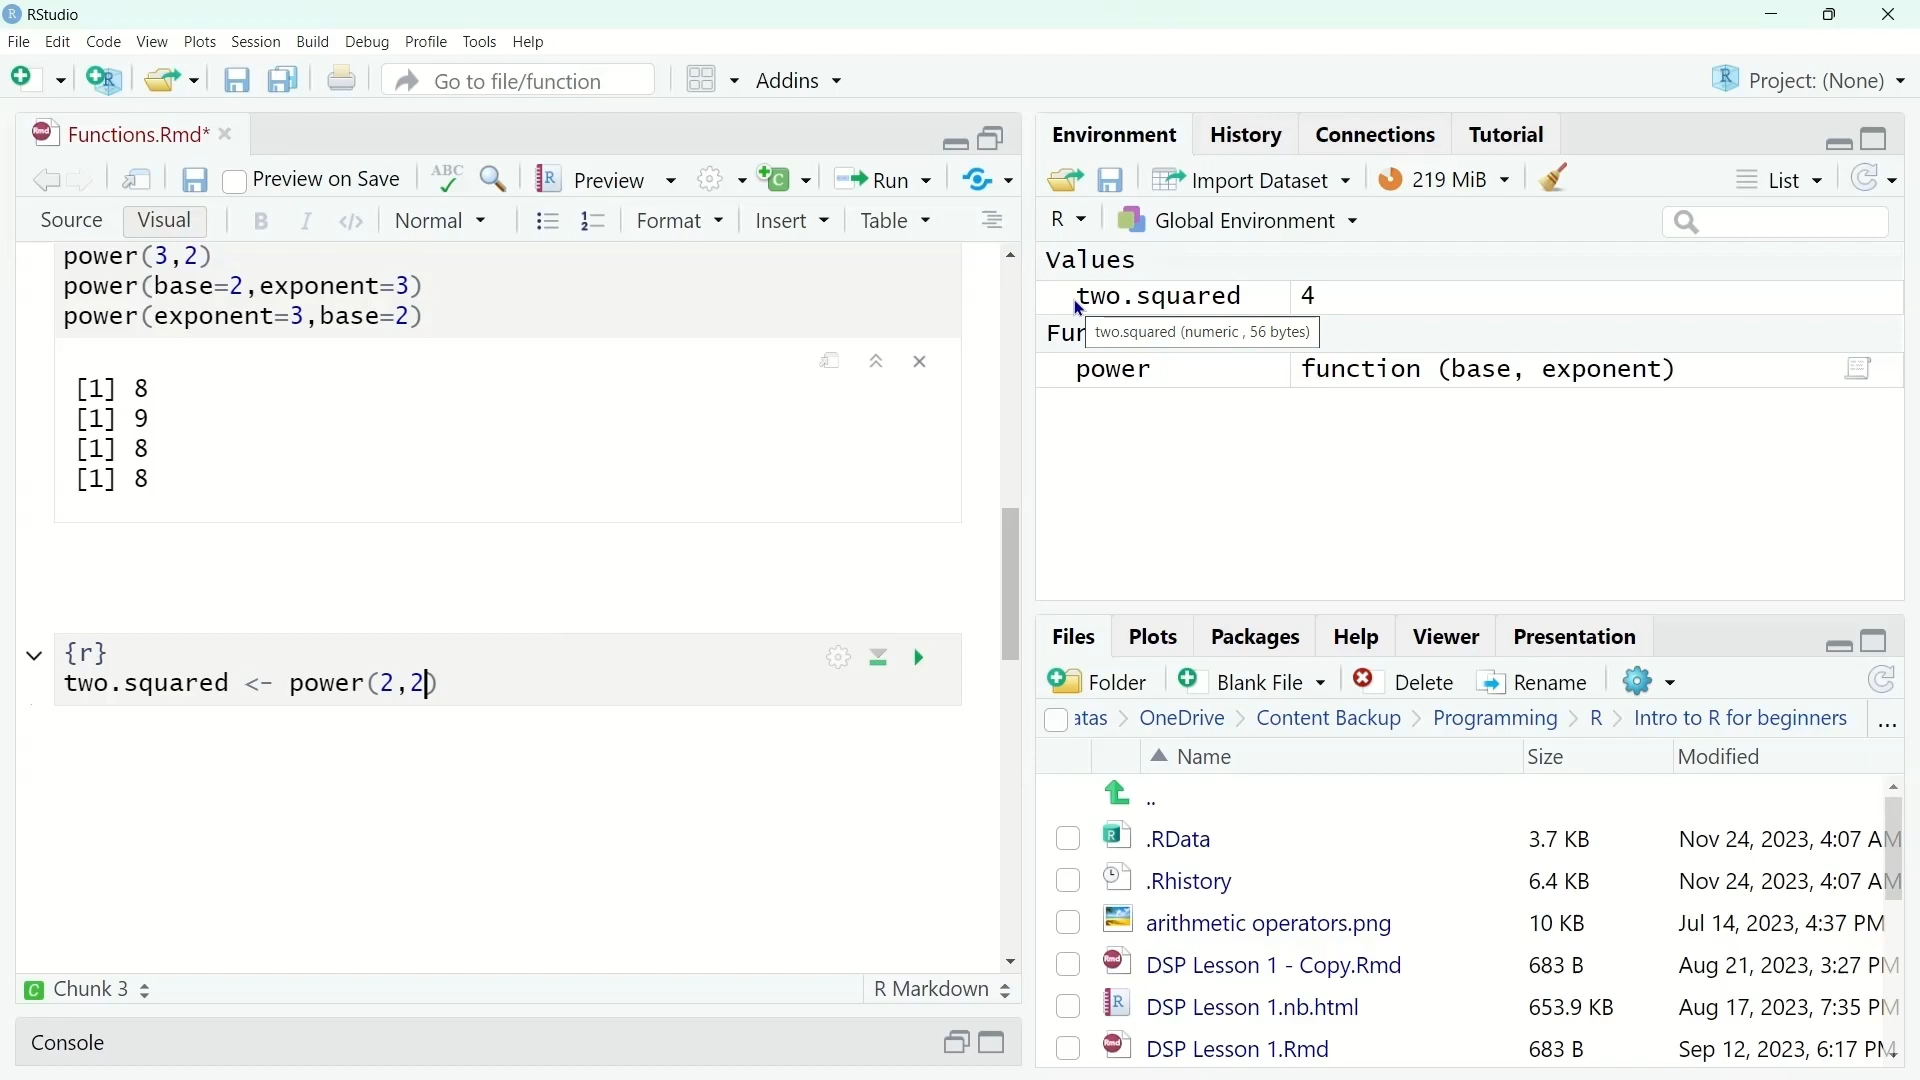 RStudio
File Edit Code View Plots Session Build Debug Profile Tools Help
Go to file/function Addins Project: (None)
Functions.Rmd*
Preview on Save ABC Preview Run
Source Visual B I </> Normal Format Insert Table
power(3,2)
power(base=2,exponent=3)
power(exponent=3,base=2)
[1] 8
[1] 9
[1] 8
[1] 8
{r}
two.squared <- power(2,2)
Chunk 3 R Markdown
Console
Environment History Connections Tutorial
Import Dataset 219 MiB List
R Global Environment
Values
two.squared 4
Fur two.squared (numeric , 56 bytes)
power function (base, exponent)
Files Plots Packages Help Viewer Presentation
Folder Blank File Delete Rename
atas > OneDrive > Content Backup > Programming > R > Intro to R for beginners ...
Name Size Modified
..
.RData 3.7 KB Nov 24, 2023, 4:07 AM
.Rhistory 6.4 KB Nov 24, 2023, 4:07 AM
arithmetic operators.png 10 KB Jul 14, 2023, 4:37 PM
DSP Lesson 1 - Copy.Rmd 683 B Aug 21, 2023, 3:27 PM
DSP Lesson 1.nb.html 653.9 KB Aug 17, 2023, 7:35 PM
DSP Lesson 1.Rmd 683 B Sep 12, 2023, 6:17 PM